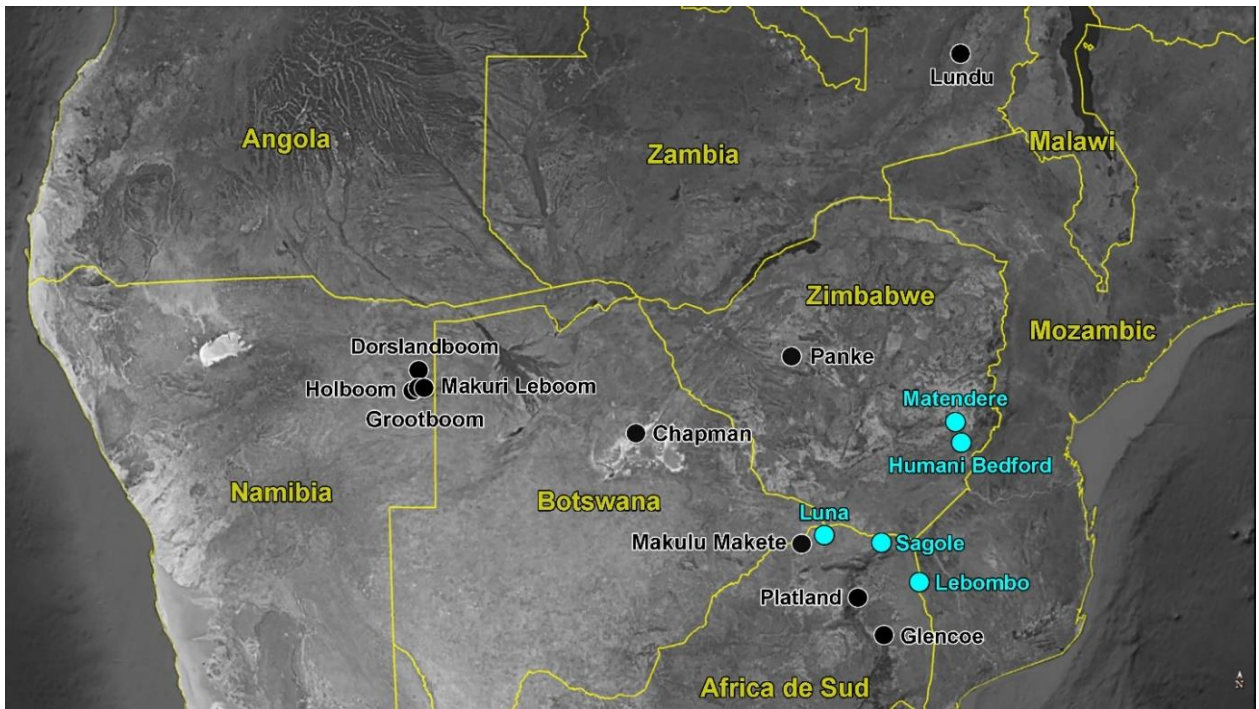 Lundu
Angola
Zambia
Malawi
Zimbabwe
Mozambic
Dorslandboom
Panke
Holboom
Makuri Leboom
Grootboom
Matendere
Chapman
Humani Bedford
Namibia
Botswana
Luna
Makulu Makete
Sagole
Lebombo
Platland
Glencoe
Africa de Sud
N